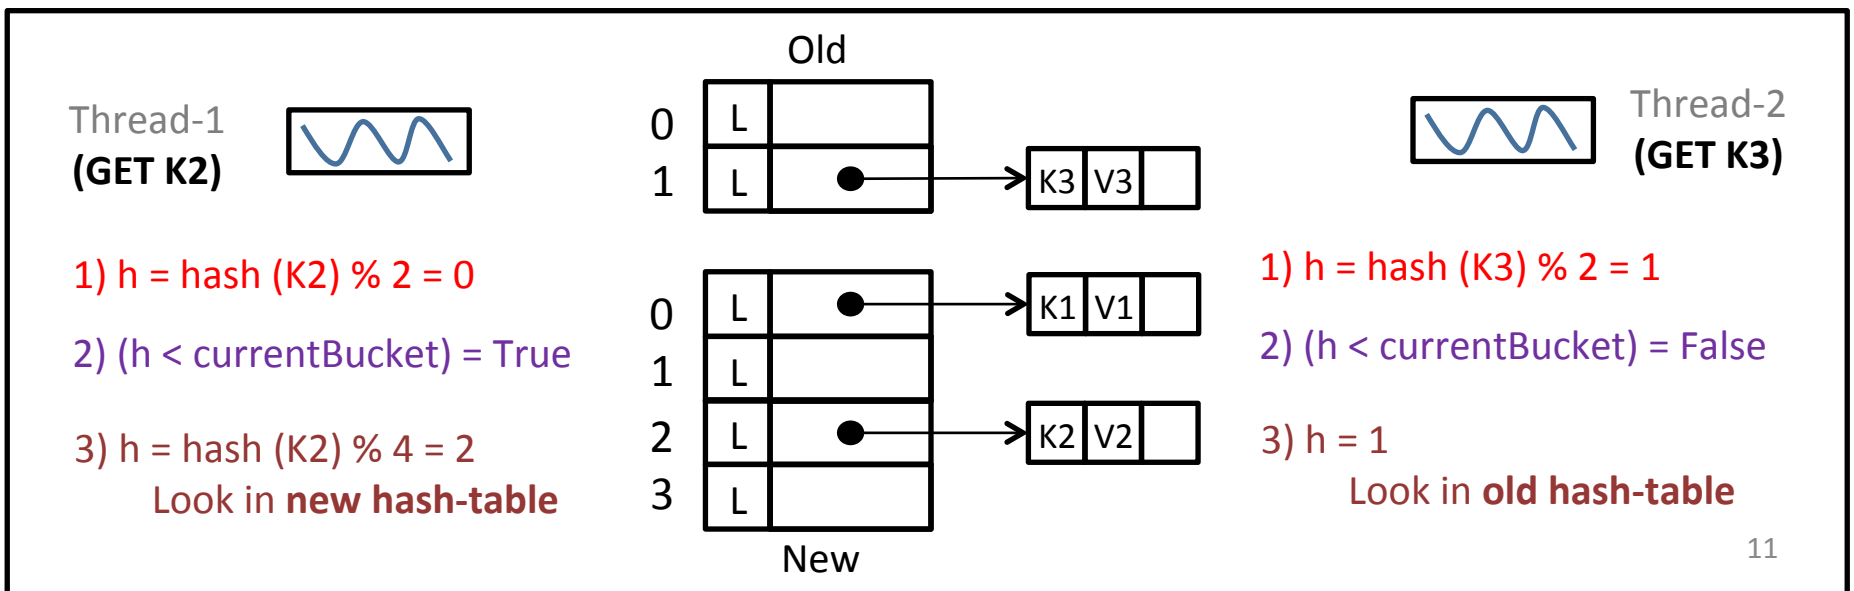 Old
Thread-1
(GET K2)
0 L
1 L
K3 V3
Thread-2
(GET K3)
1) h = hash (K2) % 2 = 0
2) (h < currentBucket) = True
3) h = hash (K2) % 4 = 2
Look in new hash-table
0 L
K1 V1
1 L
2 L
K2 V2
3 L
New
1) h = hash (K3) % 2 = 1
2) (h < currentBucket) = False
3) h = 1
Look in old hash-table
11